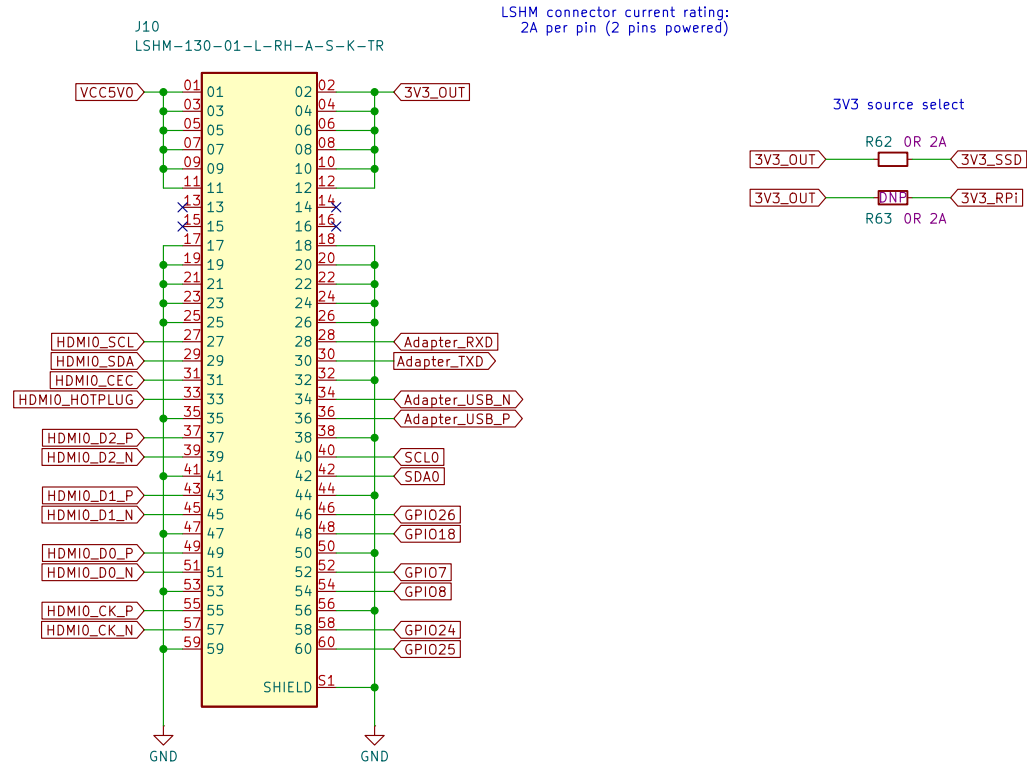 LSHM connector current rating:
2A per pin (2 pins powered)
J10
LSHM-130-01-L-RH-A-S-K-TR
VCC5V0 01 01 02 02 3V3_OUT
03 03 04 04
05 05 06 06
07 07 08 08
09 09 10 10
11 11 12 12
13 13 14 14
15 15 16 16
17 17 18 18
19 19 20 20
21 21 22 22
23 23 24 24
25 25 26 26
HDMI0_SCL 27 27 28 28 Adapter_RXD
HDMI0_SDA 29 29 30 30 Adapter_TXD
HDMI0_CEC 31 31 32 32
HDMI0_HOTPLUG 33 33 34 34 Adapter_USB_N
35 35 36 36 Adapter_USB_P
HDMI0_D2_P 37 37 38 38
HDMI0_D2_N 39 39 40 40 SCL0
41 41 42 42 SDA0
HDMI0_D1_P 43 43 44 44
HDMI0_D1_N 45 45 46 46 GPIO26
47 47 48 48 GPIO18
HDMI0_D0_P 49 49 50 50
HDMI0_D0_N 51 51 52 52 GPIO7
53 53 54 54 GPIO8
HDMI0_CK_P 55 55 56 56
HDMI0_CK_N 57 57 58 58 GPIO24
59 59 60 60 GPIO25
SHIELD S1
GND GND
3V3 source select
R62 0R 2A
3V3_OUT 3V3_SSD
3V3_OUT DNP 3V3_RPi
R63 0R 2A